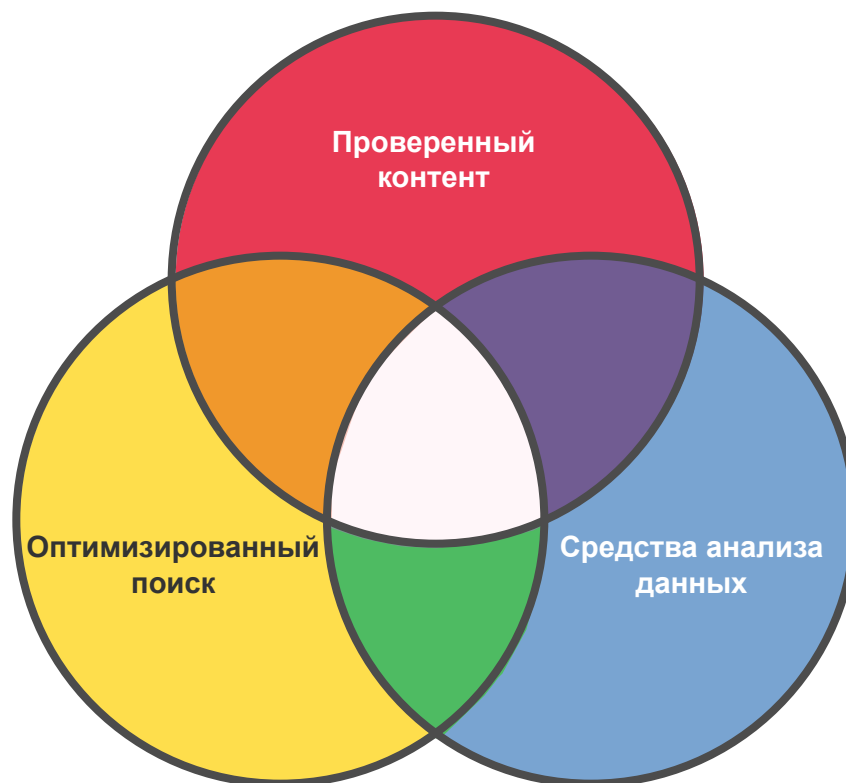 Проверенный
контент
Оптимизированный
поиск
Средства анализа
данных